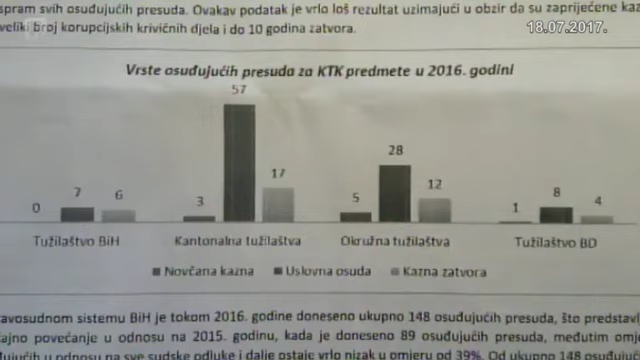 spram svih osuđujućih presuda. Ovakav podatak je vrlo loš rezultat uzimajući u obzir da su zapriječene kaz
veliki broj korupcijskih krivičnih djela i do 10 godina zatvora.
18.07.2017.
Vrste osuđujućih presuda za KTK predmete u 2016. godini
0 7 6 3 57 17 5 28 12 1 8 4
Tužilaštvo BiH Kantonalna tužilaštva Okružna tužilaštva Tužilaštvo BD
Novčana kazna Uslovna osuda Kazna zatvora
avosudnom sistemu BiH je tokom 2016. godine doneseno ukupno 148 osuđujućih presuda, što predstavlj
ajno povećanje u odnosu na 2015. godinu, kada je doneseno 89 osuđujućih presuda, međutim omj
đujućih u odnosu na sve sudske odluke i dalje ostaje vrlo nizak u omjeru od 39%. Od ukupno 148 osuđuj